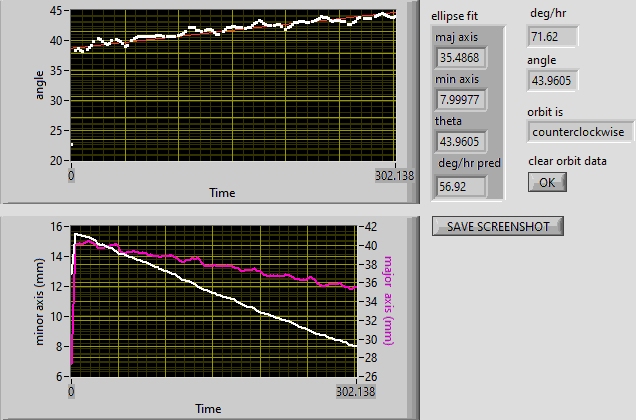 45
40
35
30
25
20
angle
0
302.138
Time
ellipse fit
maj axis
35.4868
min axis
7.99977
theta
43.9605
deg/hr pred
56.92
deg/hr
71.62
angle
43.9605
orbit is
counterclockwise
clear orbit data
OK
SAVE SCREENSHOT
16
14
12
10
8
6
minor axis (mm)
42
40
38
36
34
32
30
28
26
major axis (mm)
0
302.138
Time